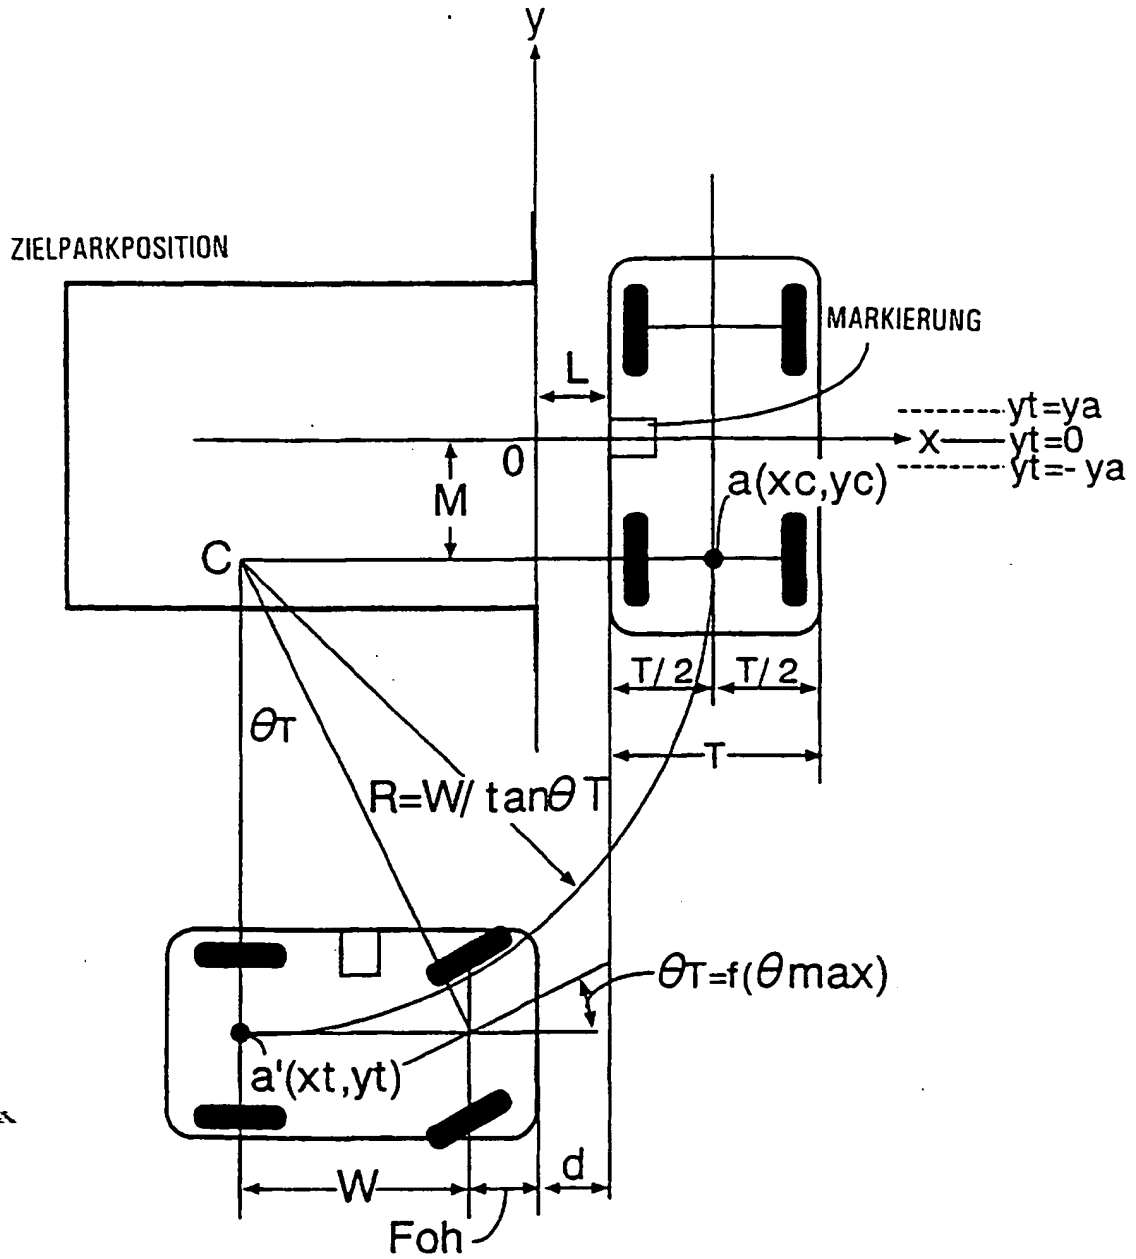 y
ZIELPARKPOSITION
MARKIERUNG
L
yt=ya
0
x
yt=0
yt=-ya
M
a(xc,yc)
C
T/2
T/2
θT
T
R=W/tanθT
θT=f(θmax)
a'(xt,yt)
W
d
Foh